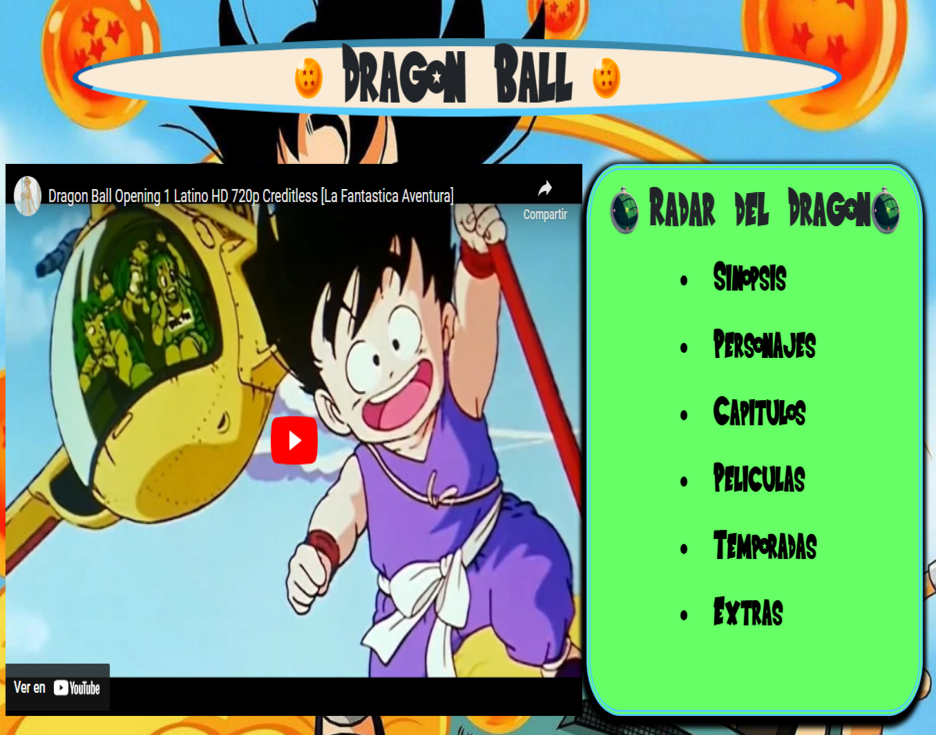 DRAGON BALL
Dragon Ball Opening 1 Latino HD 720p Creditless [La Fantastica Aventura]
Compartir
Ver en YouTube
RADAR DEL DRAGON
SINOPSIS
PERSONAJES
CAPITULOS
PELICULAS
TEMPORADAS
EXTRAS